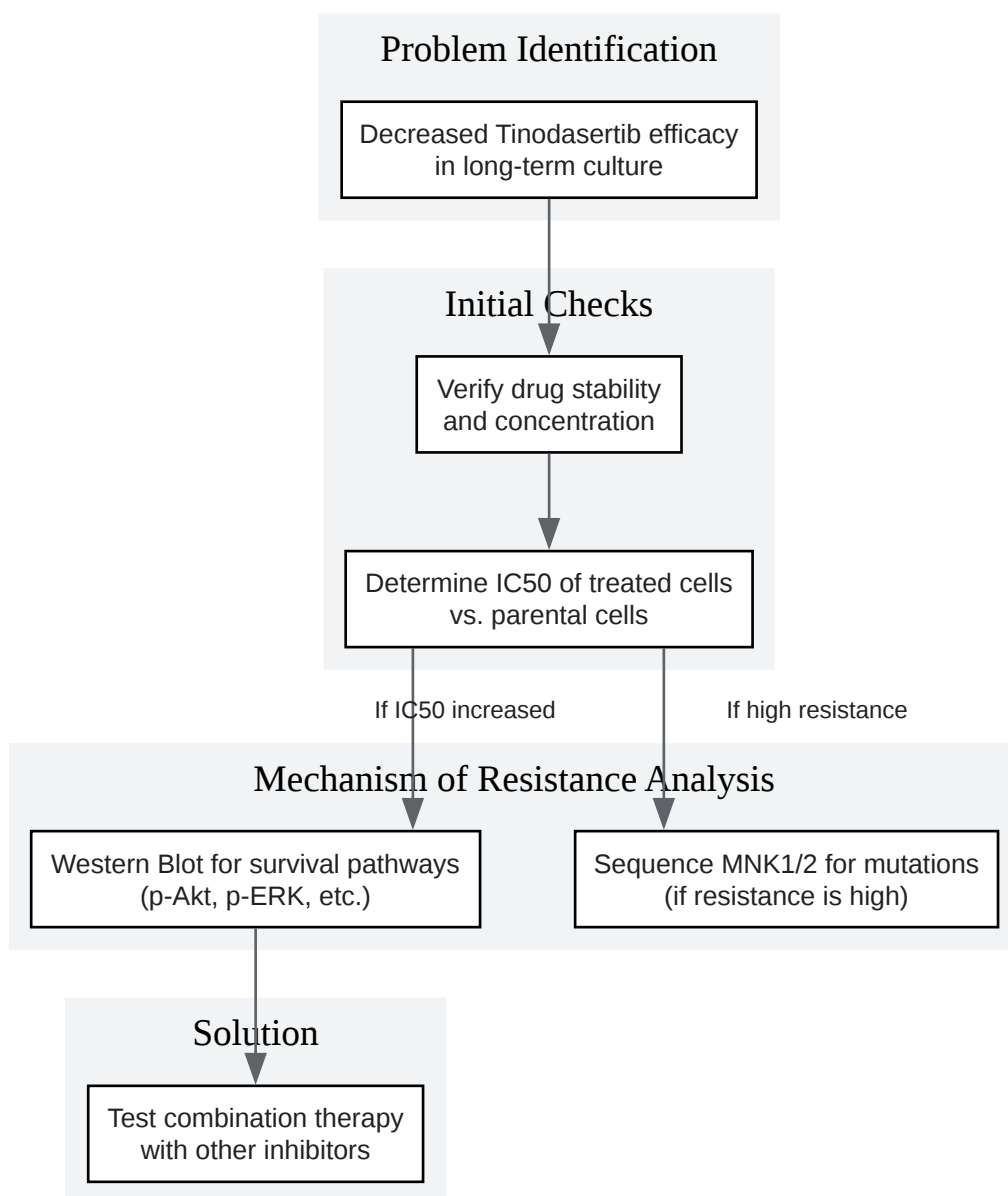 Problem Identification
Decreased Tinodasertib efficacy
in long-term culture
Initial Checks
Verify drug stability
and concentration
Determine IC50 of treated cells
vs. parental cells
If IC50 increased
If high resistance
Mechanism of Resistance Analysis
Western Blot for survival pathways
(p-Akt, p-ERK, etc.)
Sequence MNK1/2 for mutations
(if resistance is high)
Solution
Test combination therapy
with other inhibitors